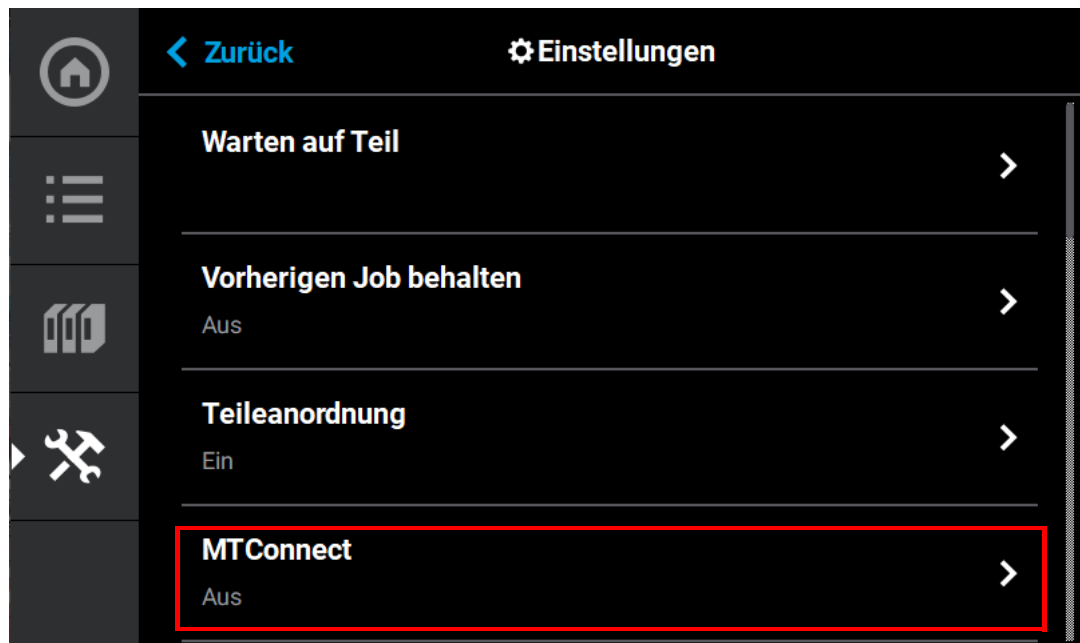 Zurück
Einstellungen
Warten auf Teil
Vorherigen Job behalten
Aus
Teileanordnung
Ein
MTConnect
Aus